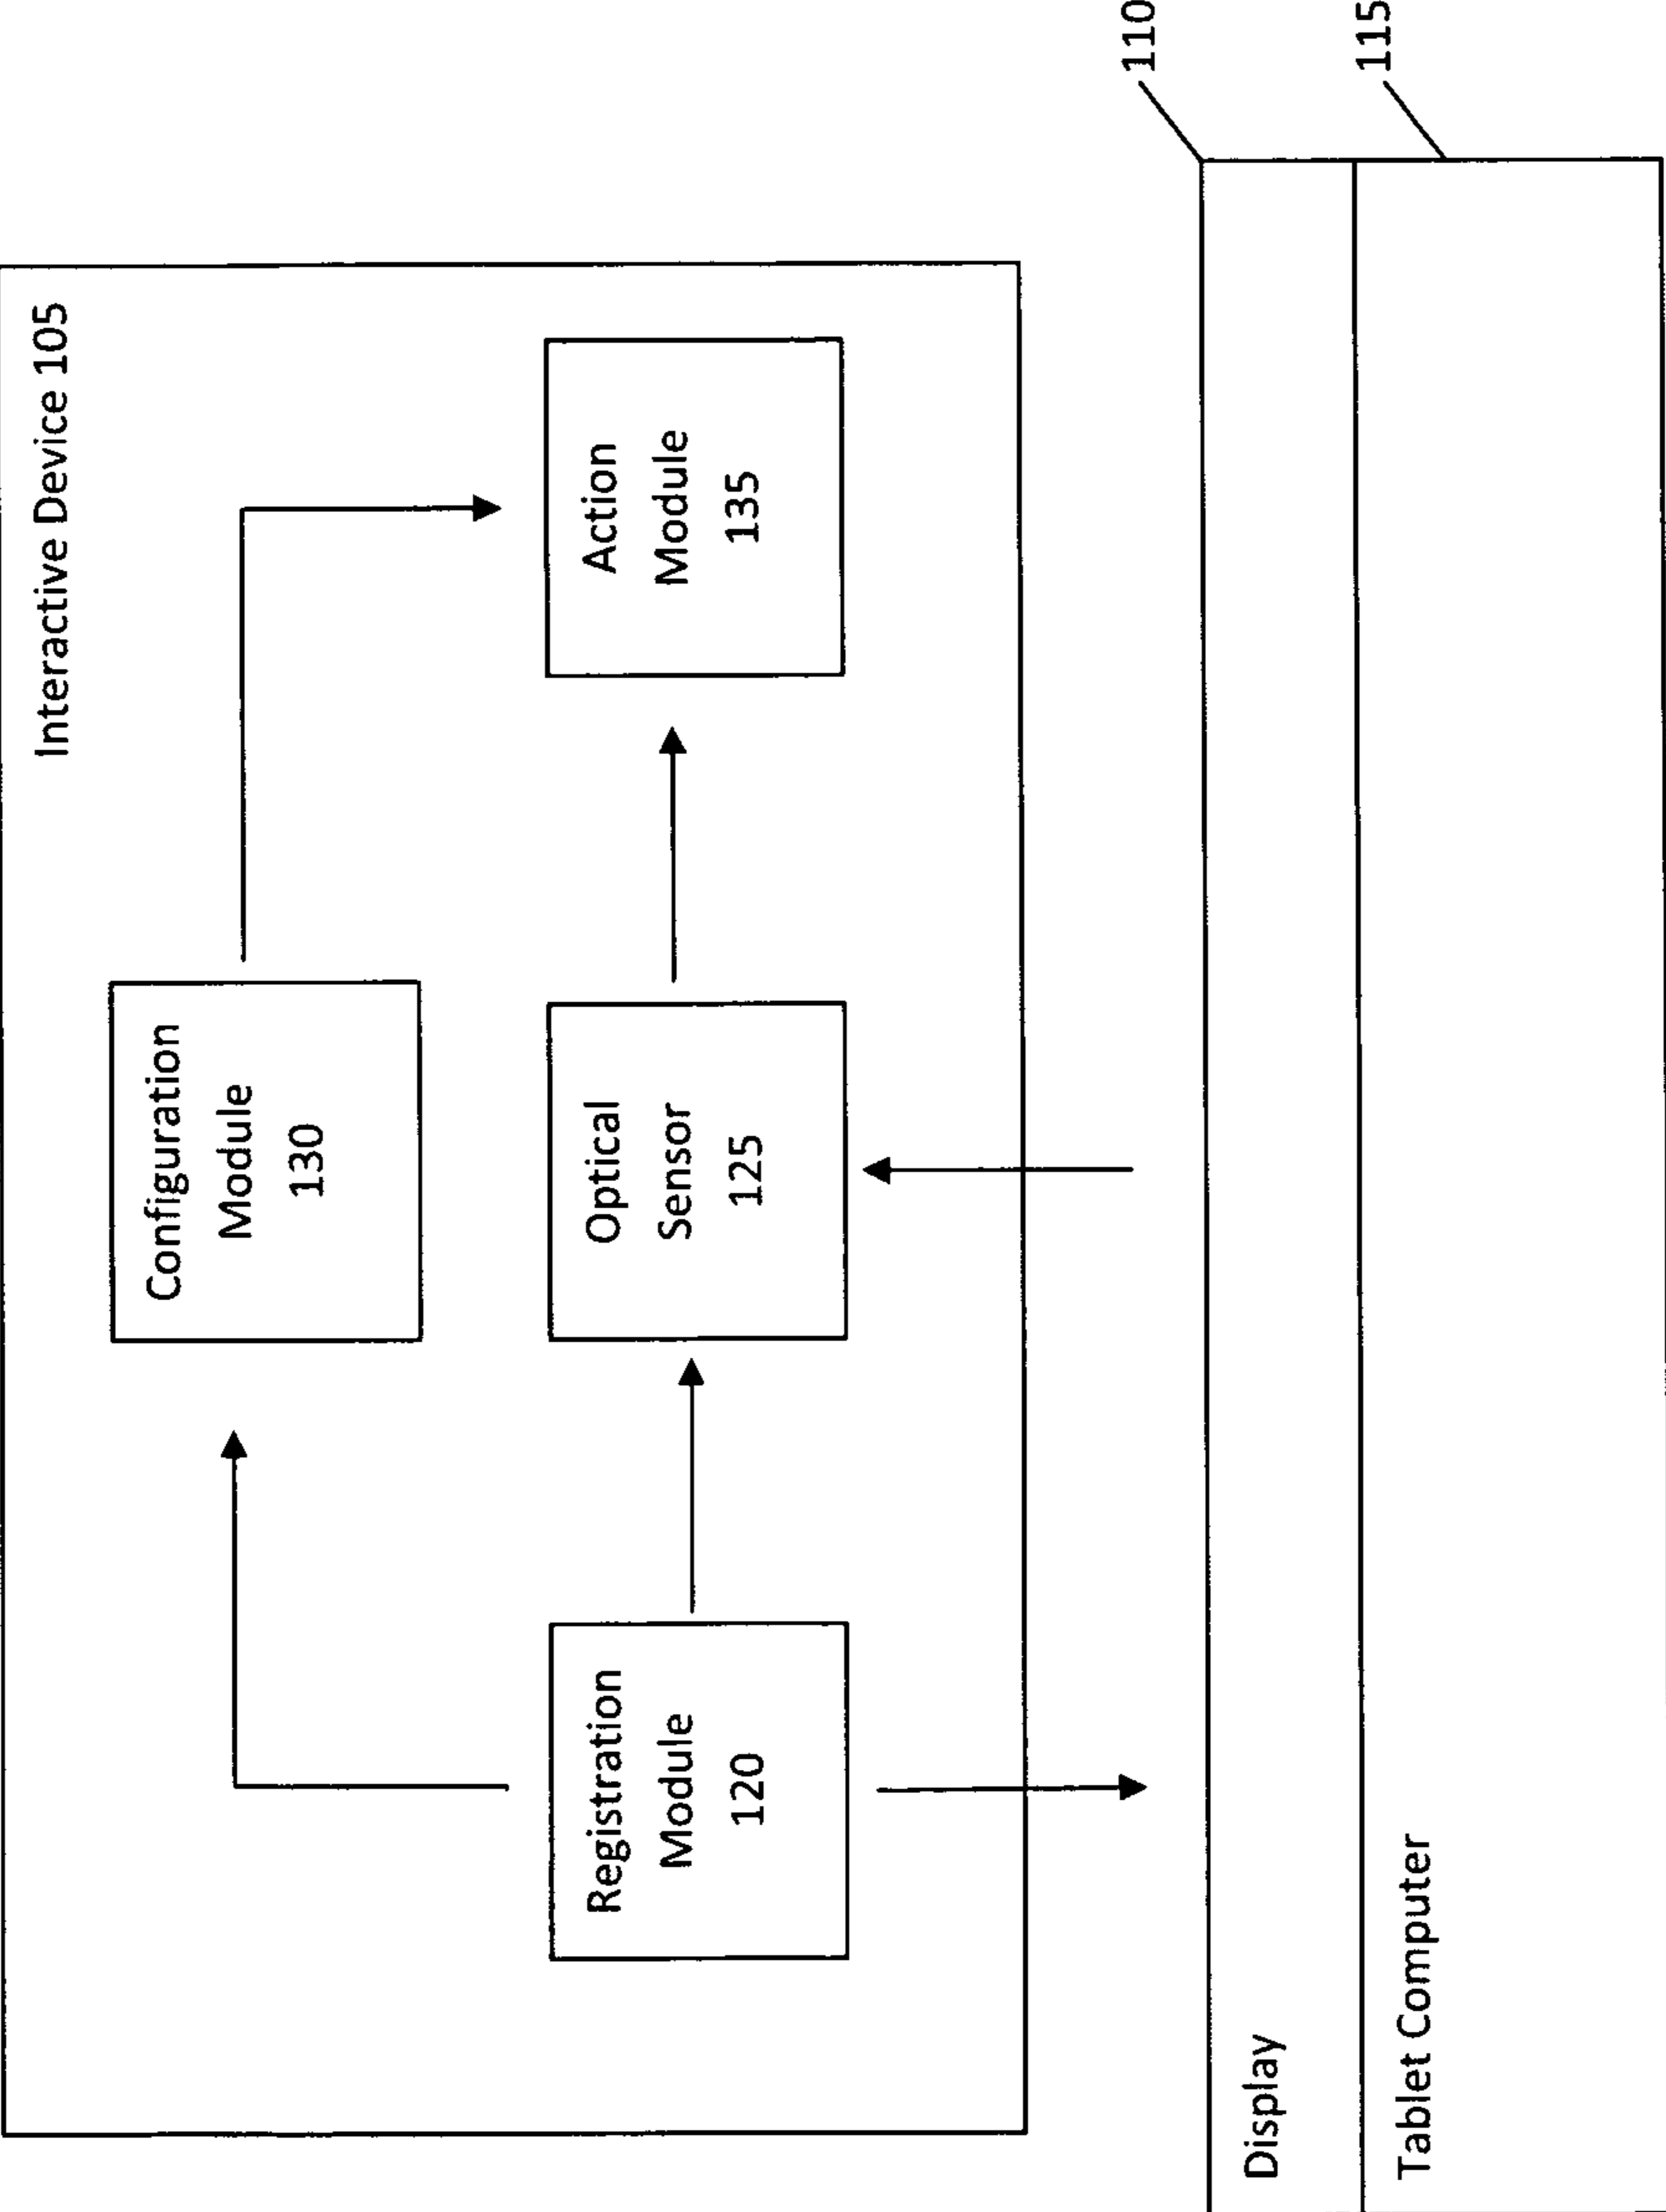 Interactive Device 105
Configuration
Module
130
Registration
Module
120
Optical
Sensor
125
Action
Module
135
110
Display
115
Tablet Computer